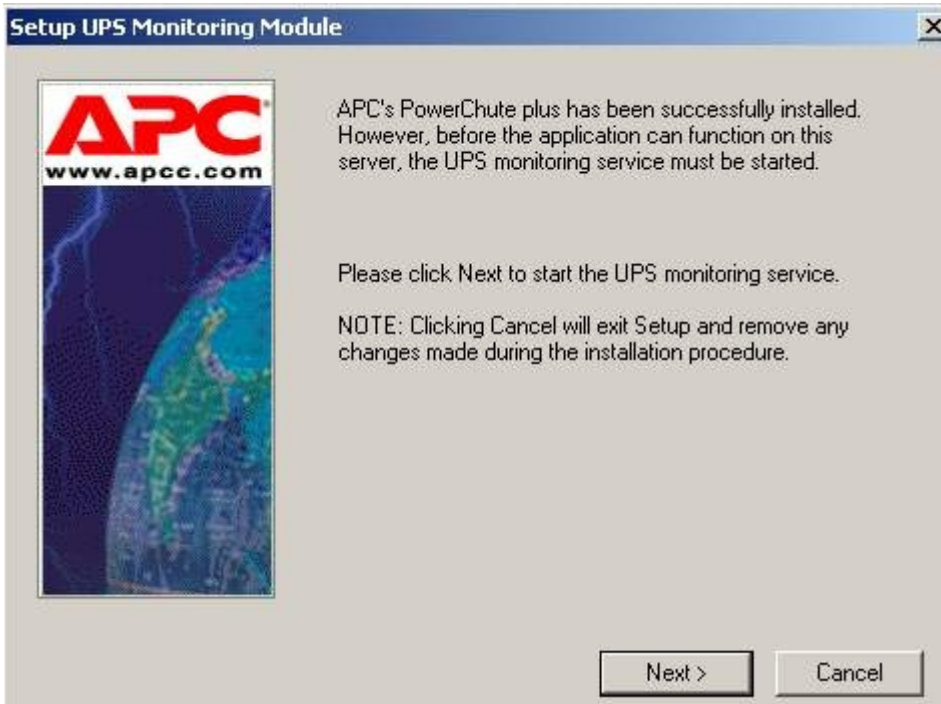 Setup UPS Monitoring Module
APC
www.apcc.com
APC's PowerChute plus has been successfully installed.
However, before the application can function on this
server, the UPS monitoring service must be started.
Please click Next to start the UPS monitoring service.
NOTE: Clicking Cancel will exit Setup and remove any
changes made during the installation procedure.
Next >
Cancel